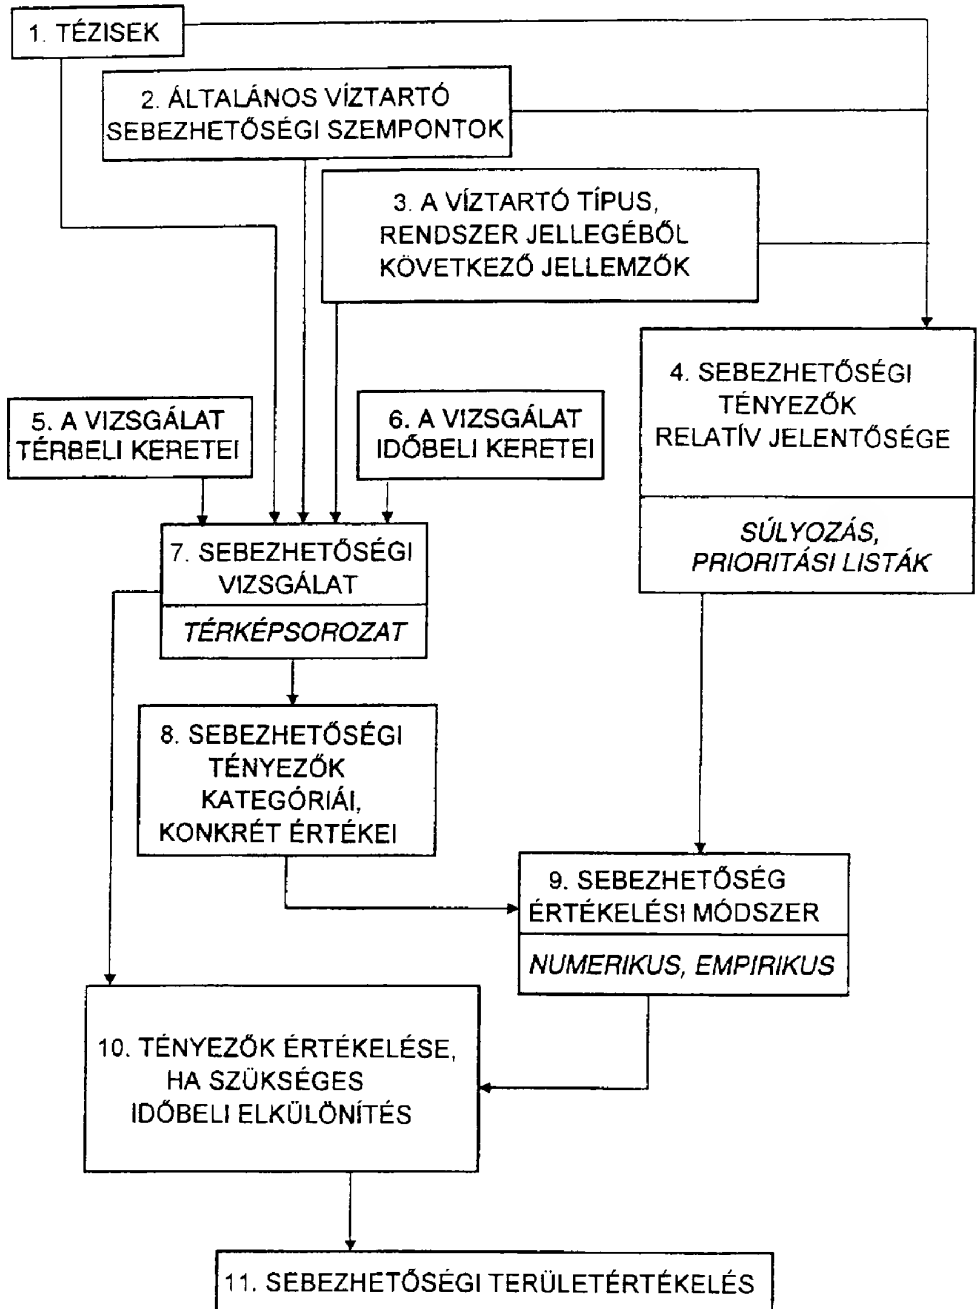 1. TÉZISEK
2. ÁLTALÁNOS VÍZTARTÓ
SEBEZHETŐSÉGI SZEMPONTOK
3. A VÍZTARTÓ TÍPUS,
RENDSZER JELLEGÉBŐL
KÖVETKEZŐ JELLEMZŐK
4. SEBEZHETŐSÉGI
TÉNYEZŐK
RELATÍV JELENTŐSÉGE
SÚLYOZÁS,
PRIORITÁSI LISTÁK
5. A VIZSGÁLAT
TÉRBELI KERETEI
6. A VIZSGÁLAT
IDŐBELI KERETEI
7. SEBEZHETŐSÉGI
VIZSGÁLAT
TÉRKÉPSOROZAT
8. SEBEZHETŐSÉGI
TÉNYEZŐK
KATEGÓRIÁI,
KONKRÉT ÉRTÉKEI
9. SEBEZHETŐSÉG
ÉRTÉKELÉSI MÓDSZER
NUMERIKUS, EMPIRIKUS
10. TÉNYEZŐK ÉRTÉKELÉSE,
HA SZÜKSÉGES
IDŐBELI ELKÜLÖNÍTÉS
11. SEBEZHETŐSÉGI TERÜLETÉRTÉKELÉS